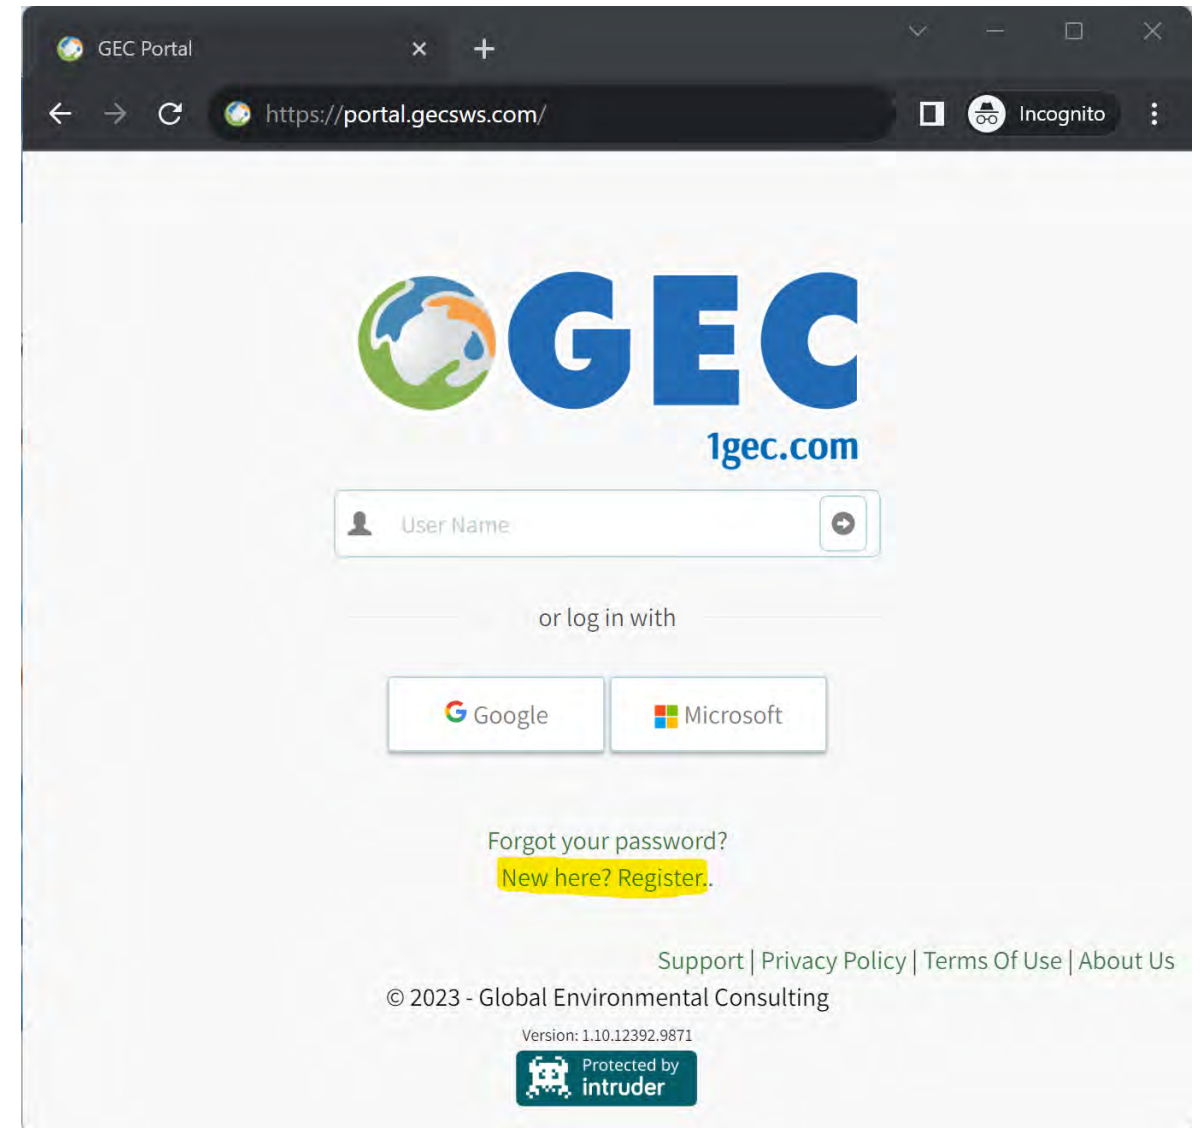 GEC Portal
https://portal.gecsws.com/
Incognito
GEC
1gec.com
User Name
or log in with
Google
Microsoft
Forgot your password?
New here? Register..
Support | Privacy Policy | Terms Of Use | About Us
© 2023 - Global Environmental Consulting
Version: 1.10.12392.9871
Protected by
intruder